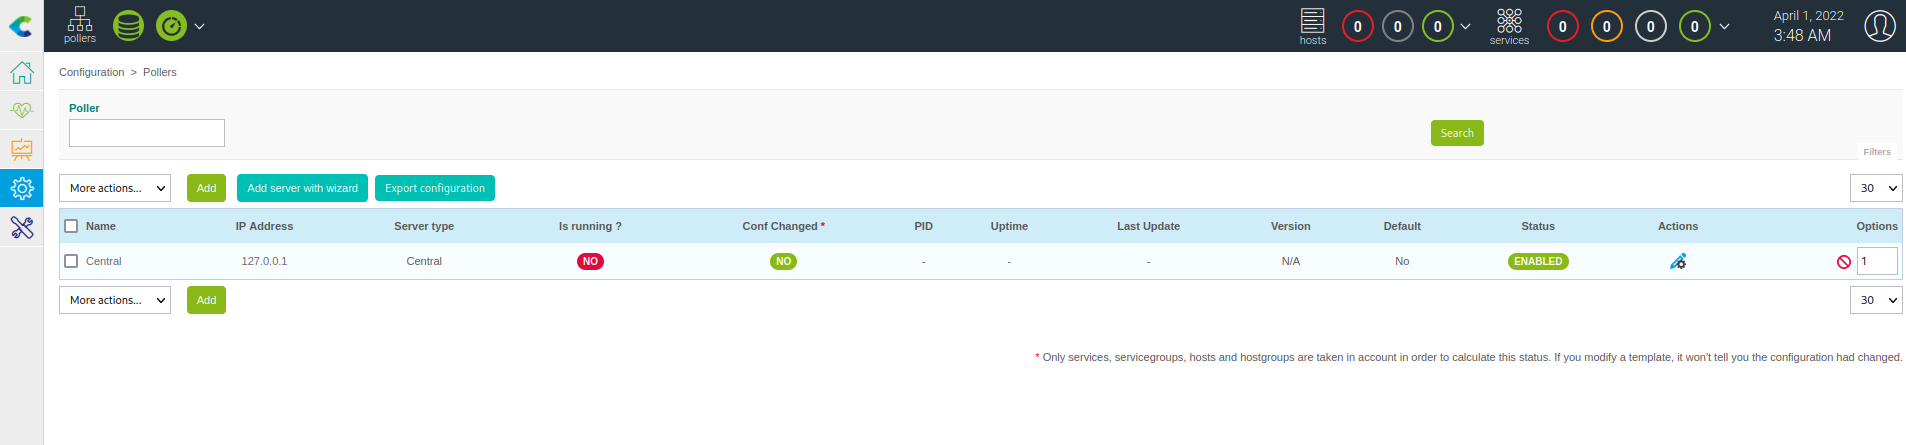 pollers
hosts
0 0 0
services
0 0 0 0
April 1, 2022
3:48 AM
Configuration > Pollers
Poller
Search
Filters
More actions...
Add
Add server with wizard
Export configuration
30
Name IP Address Server type Is running ? Conf Changed * PID Uptime Last Update Version Default Status Actions Options
Central 127.0.0.1 Central NO NO - - - N/A No ENABLED 1
More actions...
Add
30
* Only services, servicegroups, hosts and hostgroups are taken in account in order to calculate this status. If you modify a template, it won't tell you the configuration had changed.